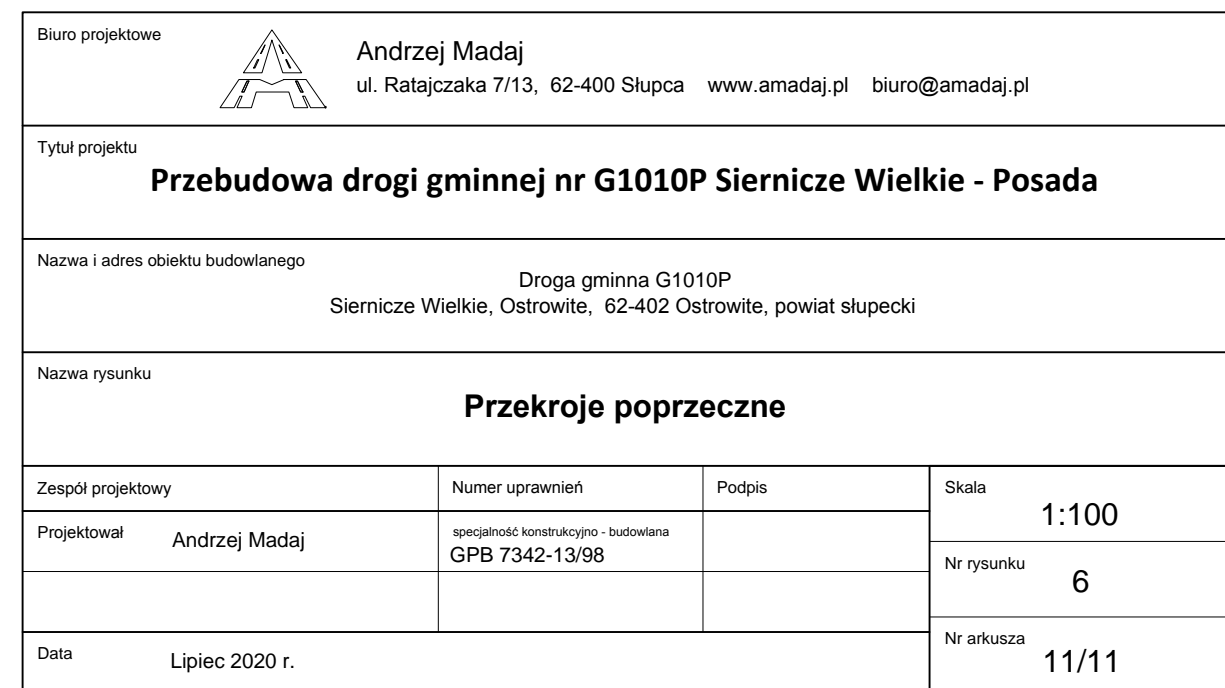 Biuro projektowe
Andrzej Madaj
ul. Ratajczaka 7/13, 62-400 Słupca www.amadaj.pl biuro@amadaj.pl
Tytuł projektu
Przebudowa drogi gminnej nr G1010P Siernicze Wielkie - Posada
Nazwa i adres obiektu budowlanego
Droga gminna G1010P
Siernicze Wielkie, Ostrowite, 62-402 Ostrowite, powiat słupecki
Nazwa rysunku
Przekroje poprzeczne
Zespół projektowy Numer uprawnień Podpis Skala
1:100
Projektował Andrzej Madaj specjalność konstrukcyjno - budowlana
GPB 7342-13/98
Nr rysunku
6
Data Lipiec 2020 r.
Nr arkusza
11/11